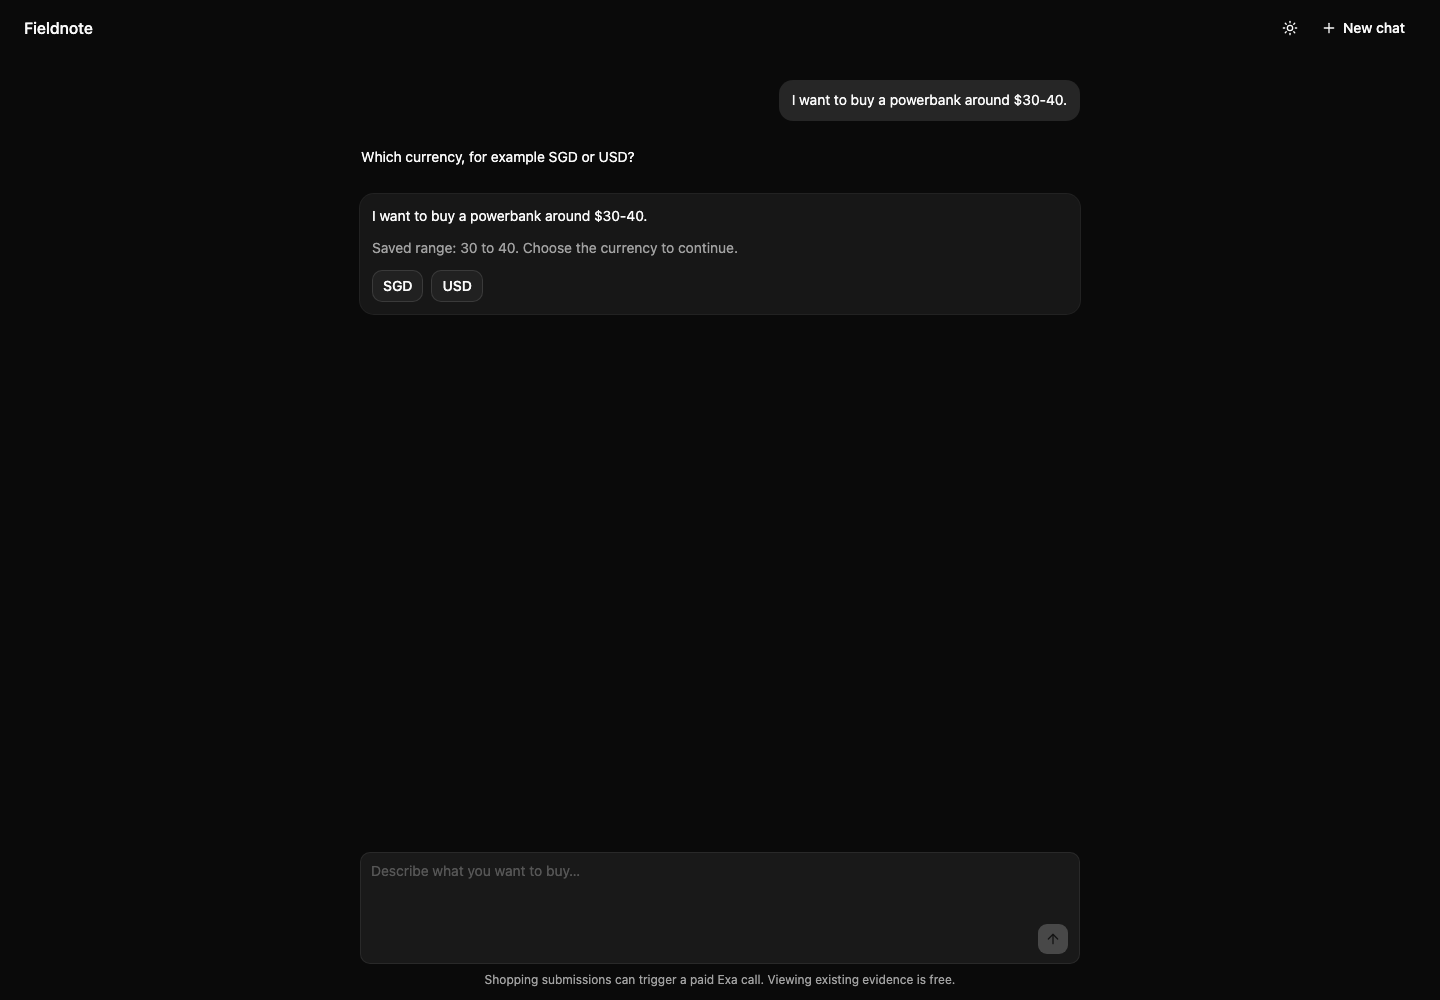 Fieldnote
New chat
I want to buy a powerbank around $30-40.
Which currency, for example SGD or USD?
I want to buy a powerbank around $30-40.
Saved range: 30 to 40. Choose the currency to continue.
SGD
USD
Describe what you want to buy...
Shopping submissions can trigger a paid Exa call. Viewing existing evidence is free.